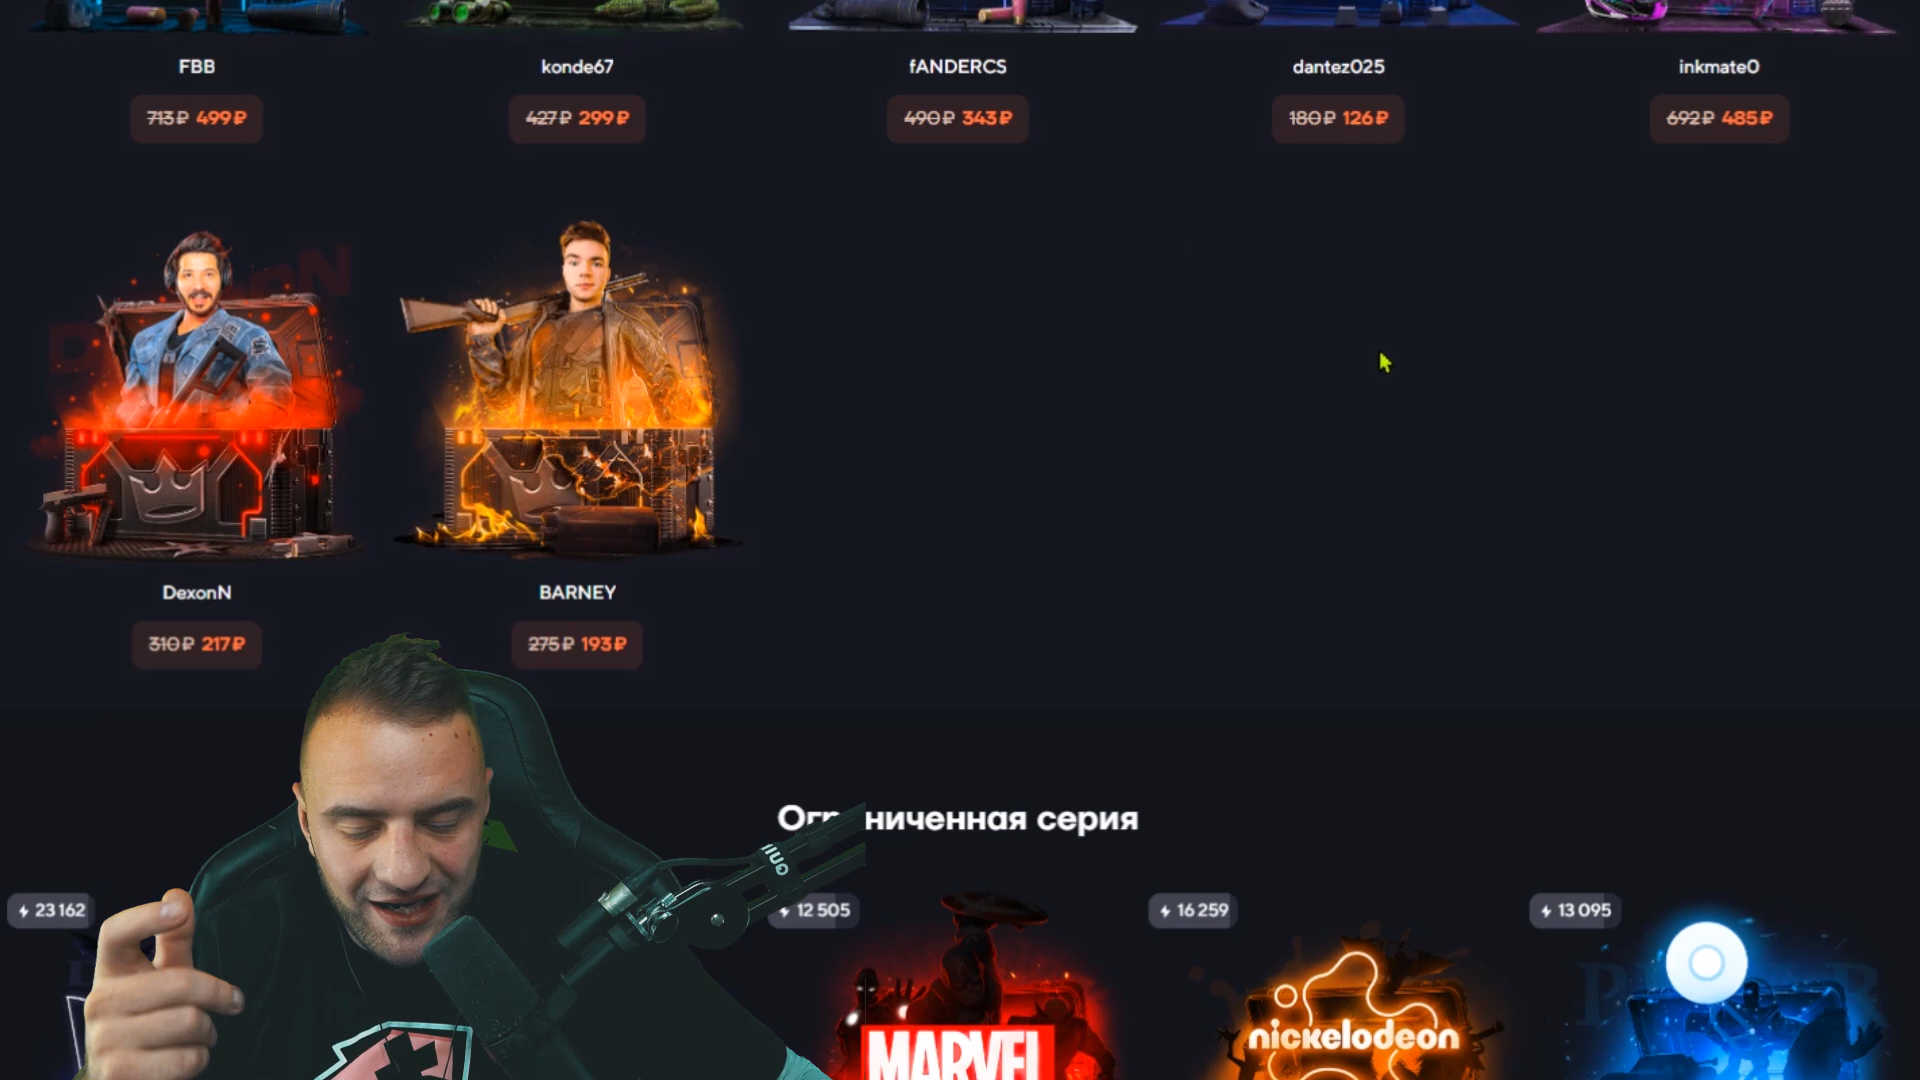 FBB
konde67
fANDERCS
dantez025
inkmate0
713₽ 499₽
427₽ 299₽
490₽ 343₽
180₽ 126₽
692₽ 485₽
DexonN
BARNEY
310₽ 217₽
275₽ 193₽
серия
23 162
12 505
16 259
13 095
MARVEL
nickelodeon